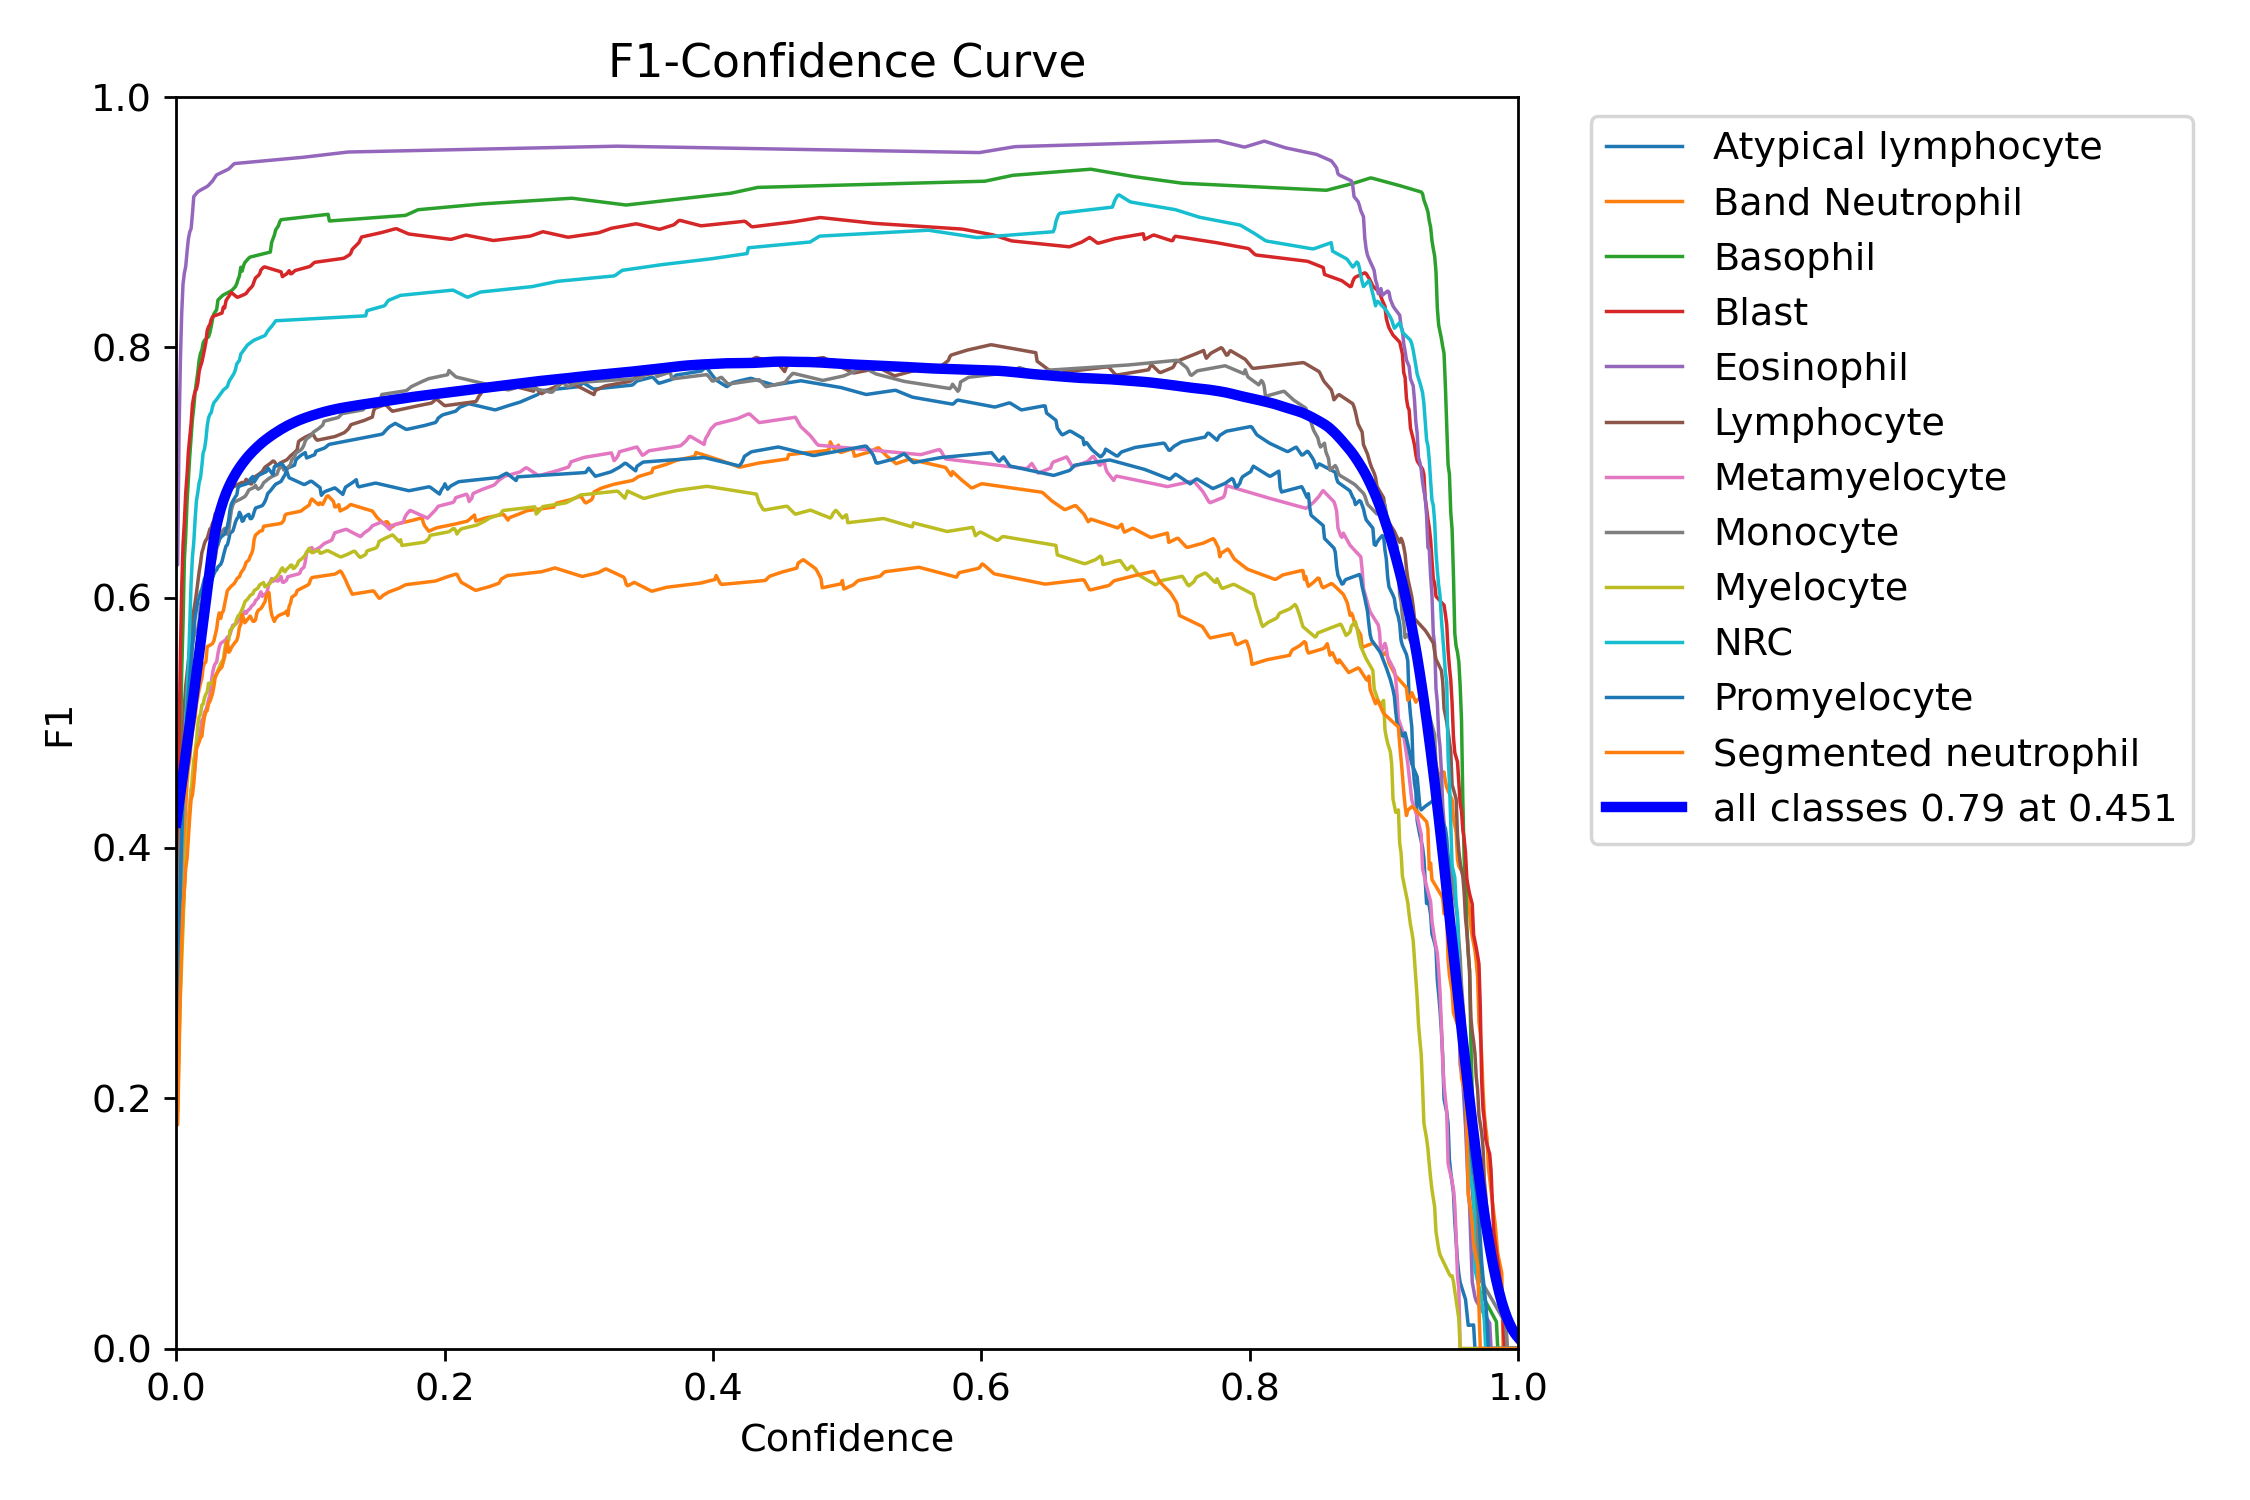 F1-Confidence Curve
1.0
0.8
0.6
0.4
0.2
0.0
F1
0.0 0.2 0.4 0.6 0.8 1.0
Confidence
Atypical lymphocyte
Band Neutrophil
Basophil
Blast
Eosinophil
Lymphocyte
Metamyelocyte
Monocyte
Myelocyte
NRC
Promyelocyte
Segmented neutrophil
all classes 0.79 at 0.451